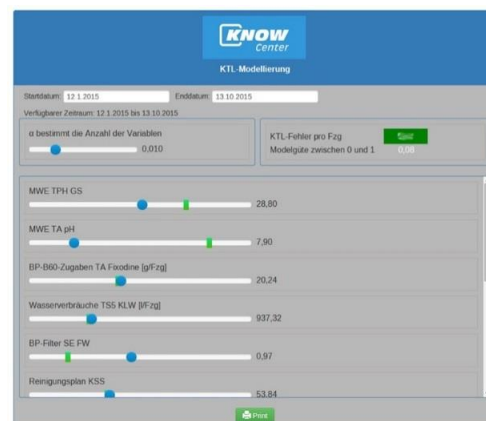 KNOW
Center
KTL-Modellierung
Startdatum: 12.1.2015 Enddatum: 13.10.2015
Verfügbarer Zeitraum: 12.1.2015 bis 13.10.2015
α bestimmt die Anzahl der Variablen
0,010
KTL-Fehler pro Fzg
Modelgüte zwischen 0 und 1 0,08
MWE TPH GS
28,80
MWE TA pH
7,90
BP-B60-Zugaben TA Fixodine [g/Fzg]
20,24
Wasserverbräuche TS5 KLW [l/Fzg]
937,32
BP-Filter SE FW
0,97
Reinigungsplan KSS
53,84
Print